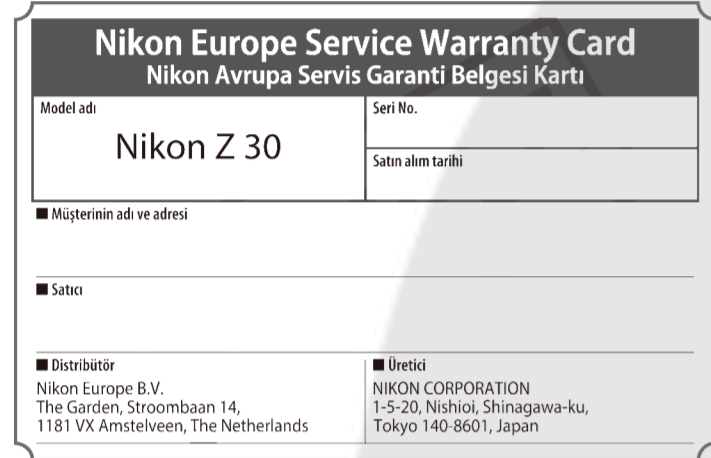 Nikon Europe Service Warranty Card
Nikon Avrupa Servis Garanti Belgesi Kartı
Model adı
Nikon Z 30
Seri No.
Satın alım tarihi
■ Müşterinin adı ve adresi
■ Satıcı
■ Distribütör
Nikon Europe B.V.
The Garden, Stroombaan 14,
1181 VX Amstelveen, The Netherlands
■ Üretici
NIKON CORPORATION
1-5-20, Nishioi, Shinagawa-ku,
Tokyo 140-8601, Japan